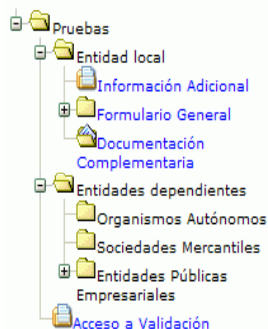 Pruebas
Entidad local
Información Adicional
Formulario General
Documentación
Complementaria
Entidades dependientes
Organismos Autónomos
Sociedades Mercantiles
Entidades Públicas
Empresariales
Acceso a Validación